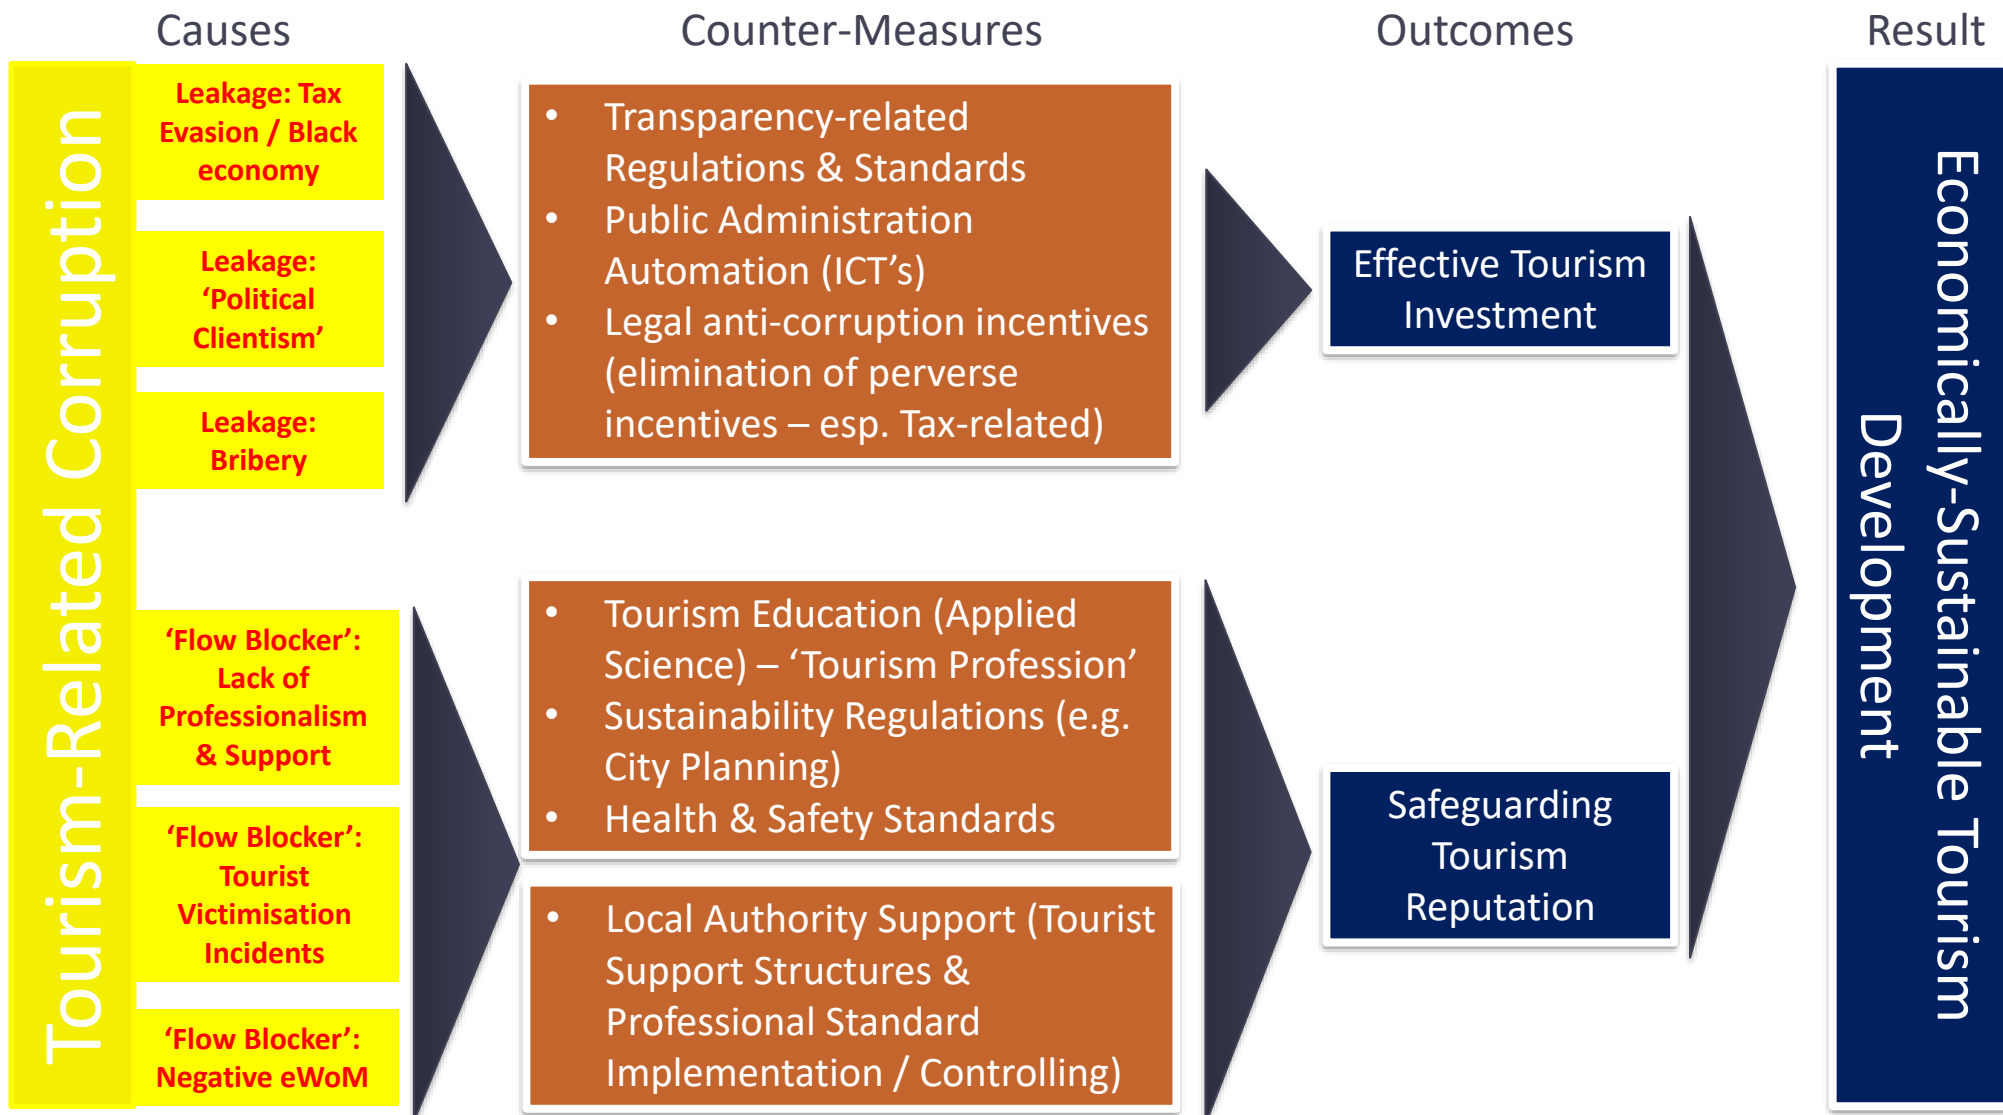 Causes
Counter-Measures
Outcomes
Result
Tourism-Related Corruption
Leakage: Tax
Evasion / Black
economy
Leakage:
‘Political
Clientism’
Leakage:
Bribery
‘Flow Blocker’:
Lack of
Professionalism
& Support
‘Flow Blocker’:
Tourist
Victimisation
Incidents
‘Flow Blocker’:
Negative eWoM
• Transparency-related
Regulations & Standards
• Public Administration
Automation (ICT’s)
• Legal anti-corruption incentives
(elimination of perverse
incentives – esp. Tax-related)
• Tourism Education (Applied
Science) – ‘Tourism Profession’
• Sustainability Regulations (e.g.
City Planning)
• Health & Safety Standards
• Local Authority Support (Tourist
Support Structures &
Professional Standard
Implementation / Controlling)
Effective Tourism
Investment
Safeguarding
Tourism
Reputation
Economically-Sustainable Tourism
Development